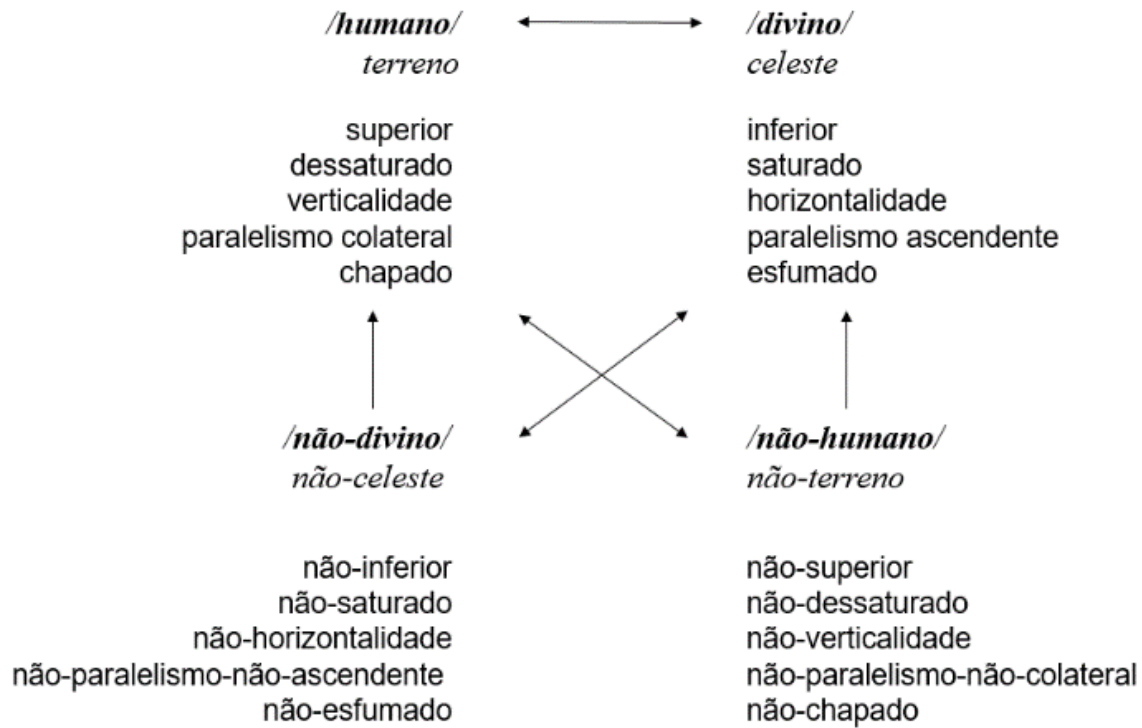 /humano/ /divino/
terreno celeste
superior inferior
dessaturado saturado
verticalidade horizontalidade
paralelismo colateral paralelismo ascendente
chapado esfumado
/não-divino/ /não-humano/
não-celeste não-terreno
não-inferior não-superior
não-saturado não-dessaturado
não-horizontalidade não-verticalidade
não-paralelismo-não-ascendente não-paralelismo-não-colateral
não-esfumado não-chapado